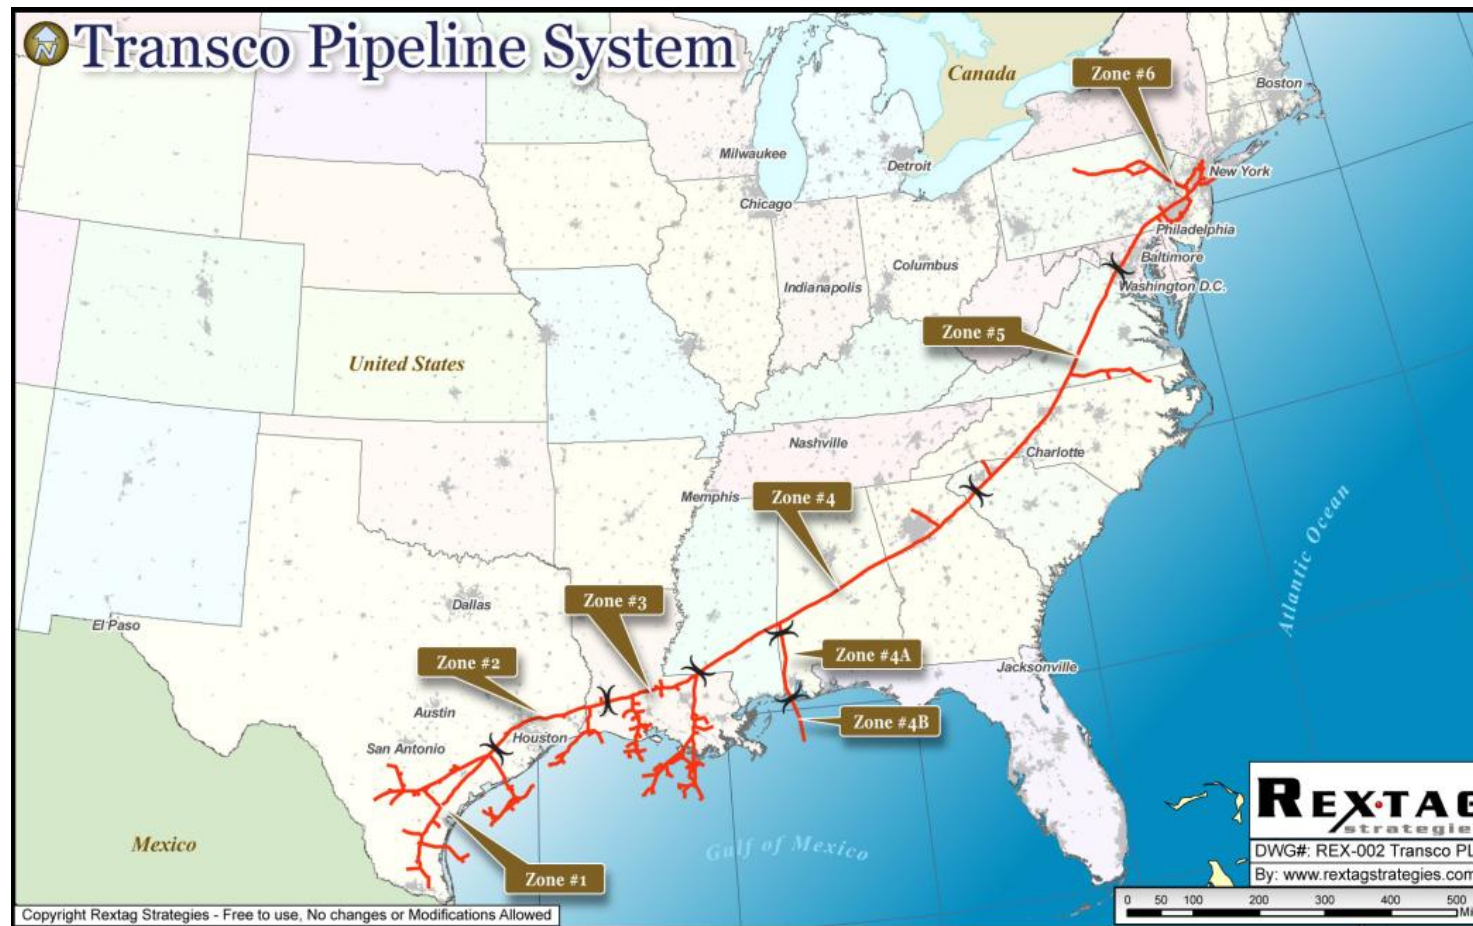 N
Transco Pipeline System
Canada
Zone #6
Boston
Milwaukee
Detroit
New York
Chicago
Philadelphia
Baltimore
Columbus
Washington D.C.
Indianapolis
Zone #5
United States
Nashville
Charlotte
Memphis
Zone #4
Atlantic Ocean
Dallas
Zone #3
El Paso
Zone #4A
Jacksonville
Zone #2
Austin
Zone #4B
Houston
San Antonio
Mexico
Gulf of Mexico
Zone #1
REXTAG
strategie
DWG#: REX-002 Transco PL
By: www.rextagstrategies.com
0 50 100 200 300 400 500
Mi
Copyright Rextag Strategies - Free to use, No changes or Modifications Allowed